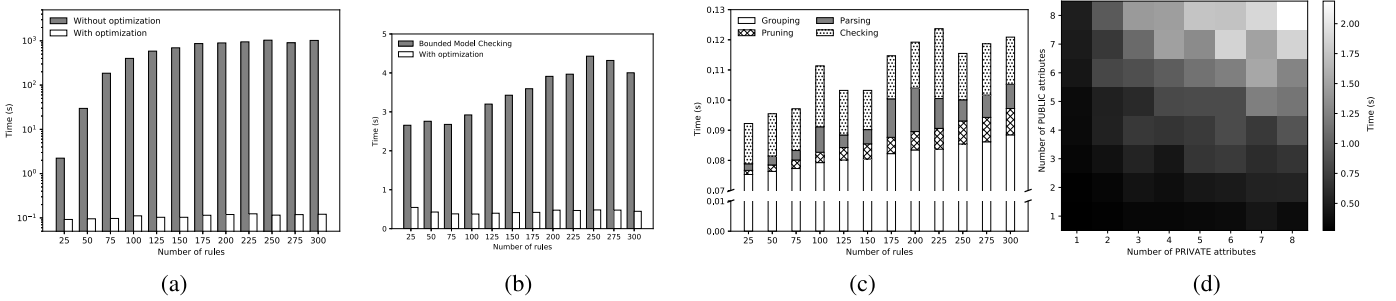 Time (s)
10³
10²
10¹
10⁰
10⁻¹
Without optimization
With optimization
25 50 75 100 125 150 175 200 225 250 275 300
Number of rules
(a)
Time (s)
5
4
3
2
1
0
Bounded Model Checking
With optimization
25 50 75 100 125 150 175 200 225 250 275 300
Number of rules
(b)
Time (s)
0.13
0.12
0.11
0.10
0.09
0.08
0.07
0.01
0.00
Grouping Parsing
Pruning Checking
25 50 75 100 125 150 175 200 225 250 275 300
Number of rules
(c)
Number of PUBLIC attributes
8
7
6
5
4
3
2
1
1 2 3 4 5 6 7 8
Number of PRIVATE attributes
2.00
1.75
1.50
1.25
1.00
0.75
0.50
Time (s)
(d)